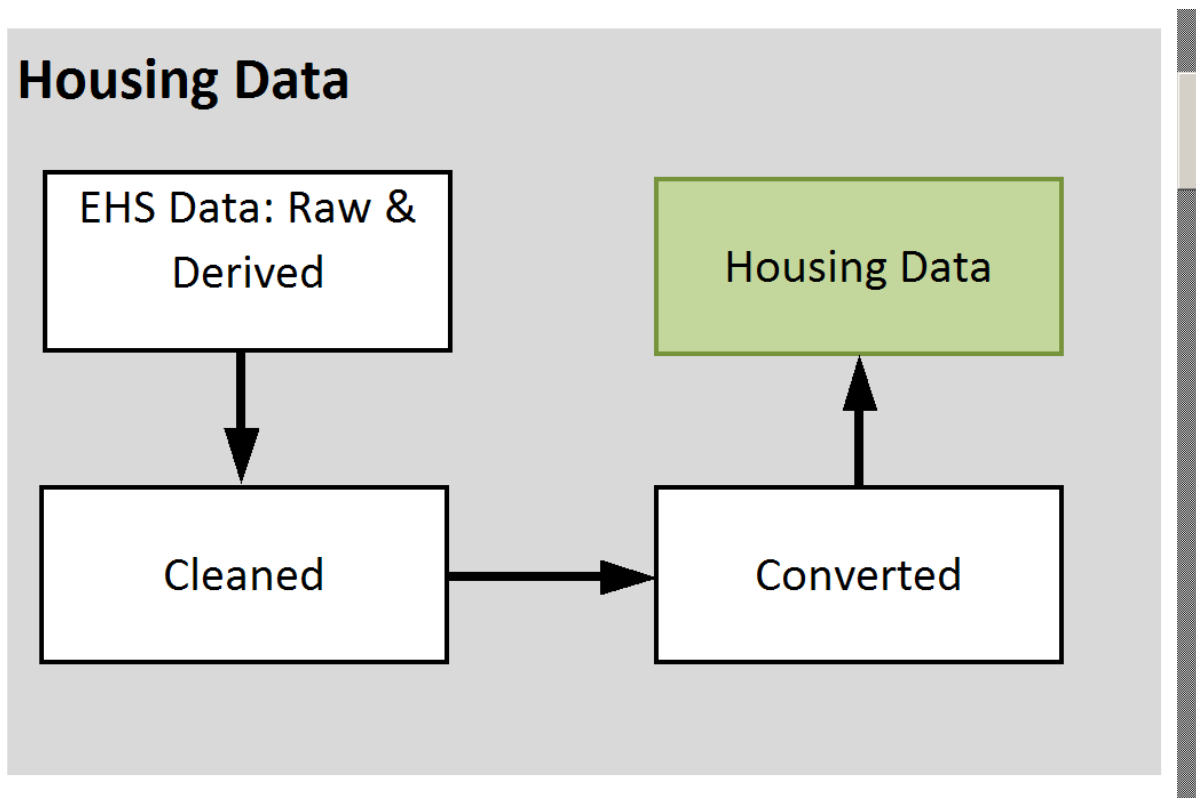 Housing Data
EHS Data: Raw &
Derived
Housing Data
Cleaned
Converted